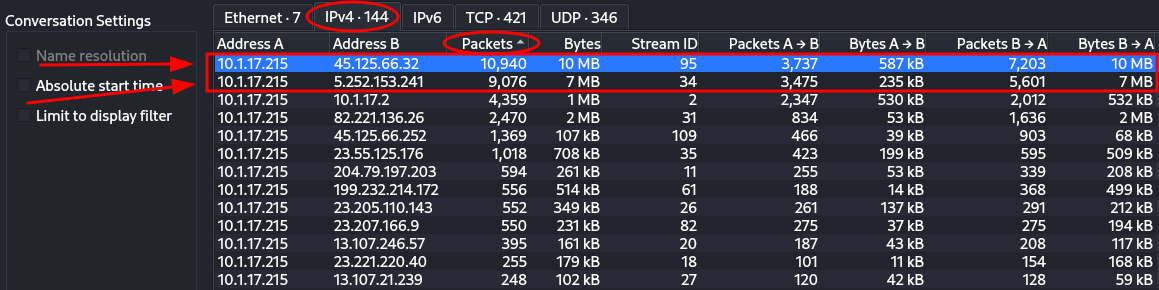 Conversation Settings
Name resolution
Absolute start time
Limit to display filter
Ethernet · 7 IPv4 · 144 IPv6 TCP · 421 UDP · 346
Address A Address B Packets Bytes Stream ID Packets A → B Bytes A → B Packets B → A Bytes B → A
10.1.17.215 45.125.66.32 10,940 10 MB 95 3,737 587 kB 7,203 10 MB
10.1.17.215 5.252.153.241 9,076 7 MB 34 3,475 235 kB 5,601 7 MB
10.1.17.215 10.1.17.2 4,359 1 MB 2 2,347 530 kB 2,012 532 kB
10.1.17.215 82.221.136.26 2,470 2 MB 31 834 53 kB 1,636 2 MB
10.1.17.215 45.125.66.252 1,369 107 kB 109 466 39 kB 903 68 kB
10.1.17.215 23.55.125.176 1,018 708 kB 35 423 199 kB 595 509 kB
10.1.17.215 204.79.197.203 594 261 kB 11 255 53 kB 339 208 kB
10.1.17.215 199.232.214.172 556 514 kB 61 188 14 kB 368 499 kB
10.1.17.215 23.205.110.143 552 349 kB 26 261 137 kB 291 212 kB
10.1.17.215 23.207.166.9 550 231 kB 82 275 37 kB 275 194 kB
10.1.17.215 13.107.246.57 395 161 kB 20 187 43 kB 208 117 kB
10.1.17.215 23.221.220.40 255 179 kB 18 101 11 kB 154 168 kB
10.1.17.215 13.107.21.239 248 102 kB 27 120 42 kB 128 59 kB